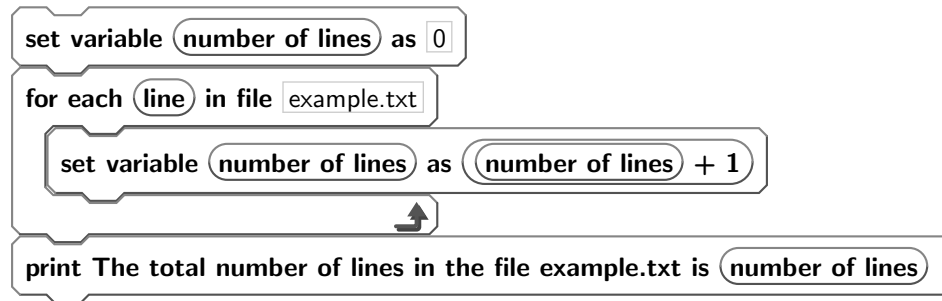 set variable number of lines as 0
for each line in file example.txt
set variable number of lines as number of lines + 1
print The total number of lines in the file example.txt is number of lines